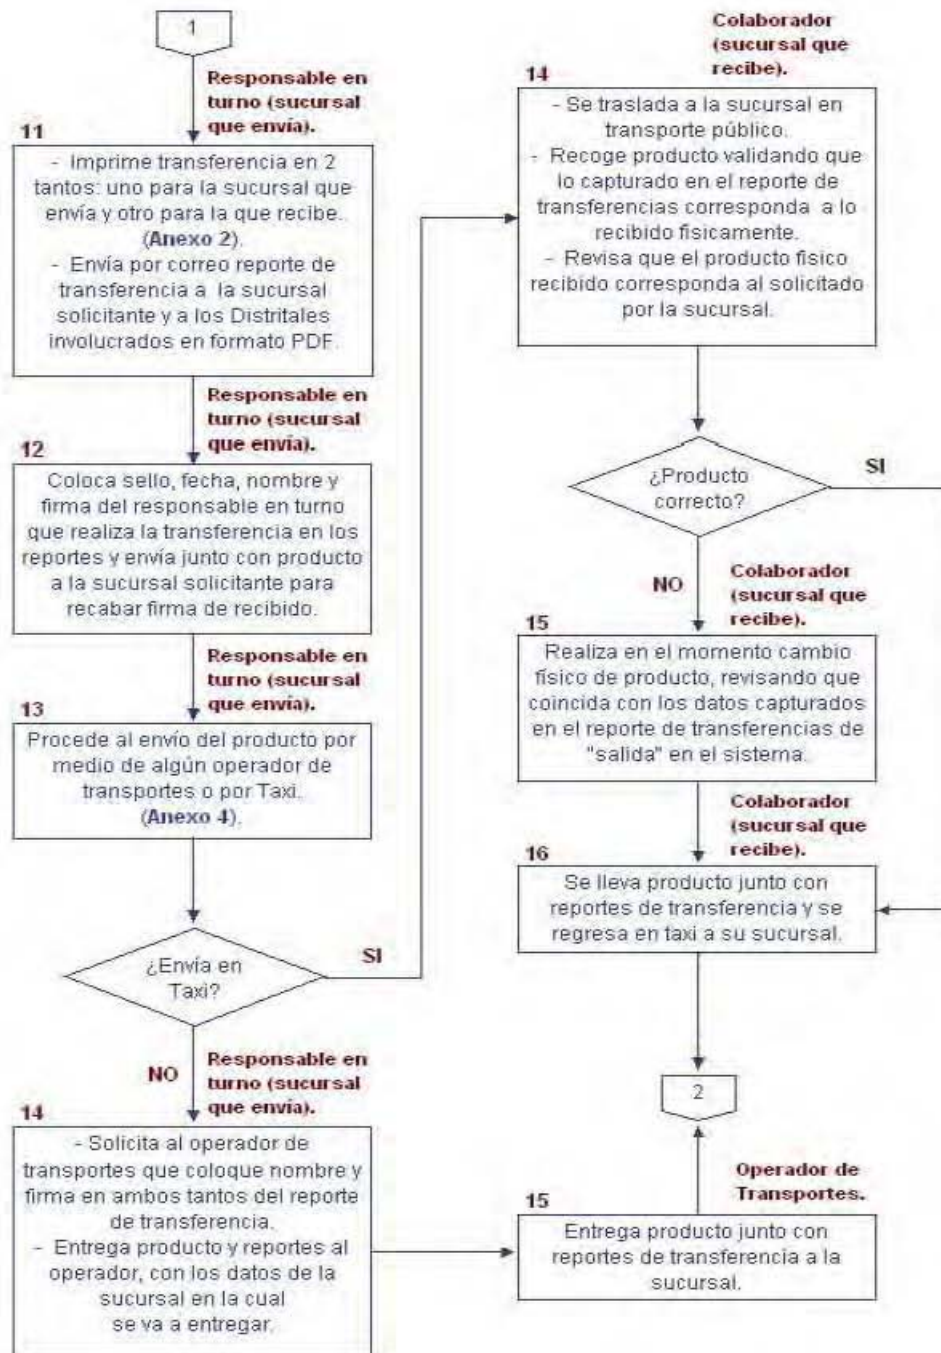 1
Responsable en
turno (sucursal
que envía).
11
- Imprime transferencia en 2
tantos: uno para la sucursal que
envía y otro para la que recibe.
(Anexo 2).
- Envía por correo reporte de
transferencia a la sucursal
solicitante y a los Distritales
involucrados en formato PDF.
Responsable en
turno (sucursal
que envía).
12
Coloca sello, fecha, nombre y
firma del responsable en turno
que realiza la transferencia en los
reportes y envía junto con producto
a la sucursal solicitante para
recabar firma de recibido.
Responsable en
turno (sucursal
que envía).
13
Procede al envío del producto por
medio de algún operador de
transportes o por Taxi.
(Anexo 4).
¿Envía en
Taxi?
SI
NO
Responsable en
turno (sucursal
que envía).
14
- Solicita al operador de
transportes que coloque nombre y
firma en ambos tantos del reporte
de transferencia.
- Entrega producto y reportes al
operador, con los datos de la
sucursal en la cual
se va a entregar.
Colaborador
(sucursal que
recibe).
14
- Se traslada a la sucursal en
transporte público.
- Recoge producto validando que
lo capturado en el reporte de
transferencias corresponda a lo
recibido físicamente.
- Revisa que el producto físico
recibido corresponda al solicitado
por la sucursal.
¿Producto
correcto?
SI
NO
Colaborador
(sucursal que
recibe).
15
Realiza en el momento cambio
físico de producto, revisando que
coincida con los datos capturados
en el reporte de transferencias de
"salida" en el sistema.
Colaborador
(sucursal que
recibe).
16
Se lleva producto junto con
reportes de transferencia y se
regresa en taxi a su sucursal.
2
Operador de
Transportes.
15
Entrega producto junto con
reportes de transferencia a la
sucursal.